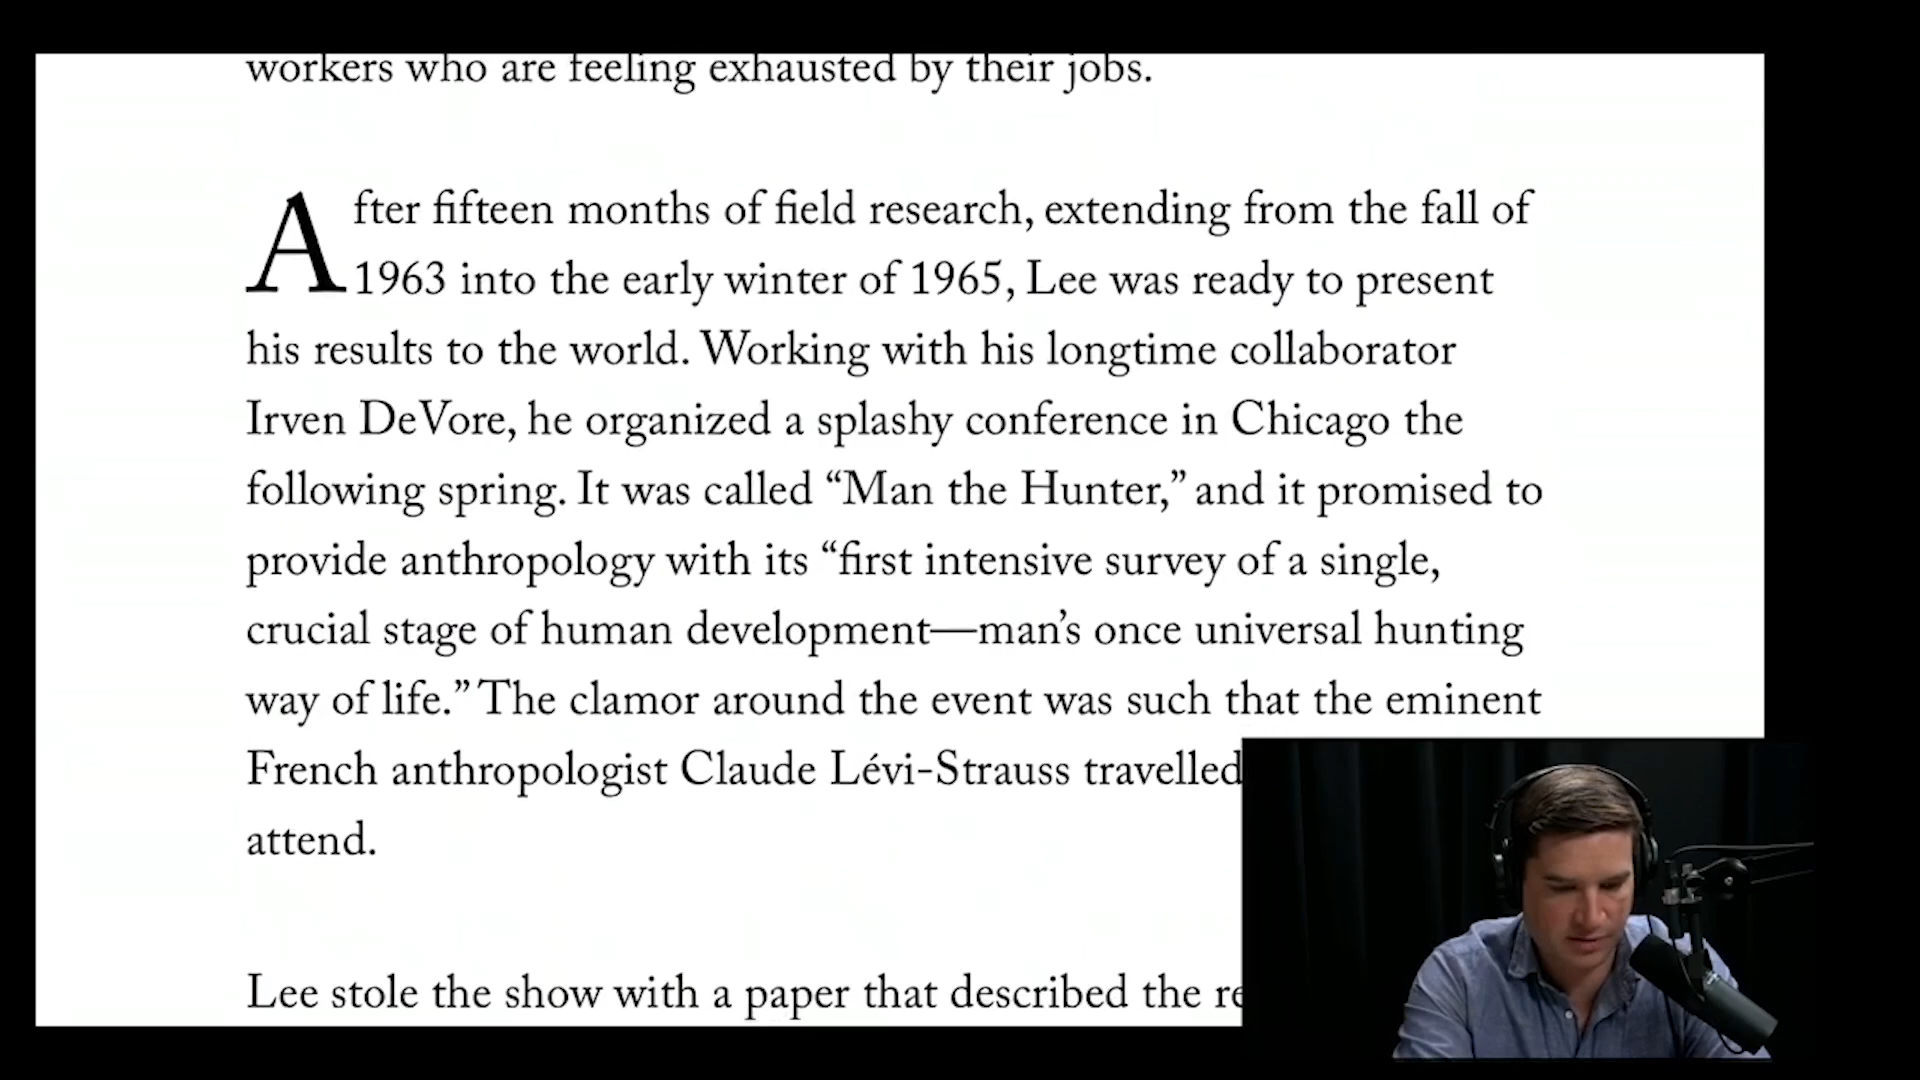 workers who are feeling exhausted by their jobs.
After fifteen months of field research, extending from the fall of
1963 into the early winter of 1965, Lee was ready to present
his results to the world. Working with his longtime collaborator
Irven DeVore, he organized a splashy conference in Chicago the
following spring. It was called “Man the Hunter,” and it promised to
provide anthropology with its “first intensive survey of a single,
crucial stage of human development—man’s once universal hunting
way of life.” The clamor around the event was such that the eminent
French anthropologist Claude Lévi-Strauss travelled
attend.
Lee stole the show with a paper that described the